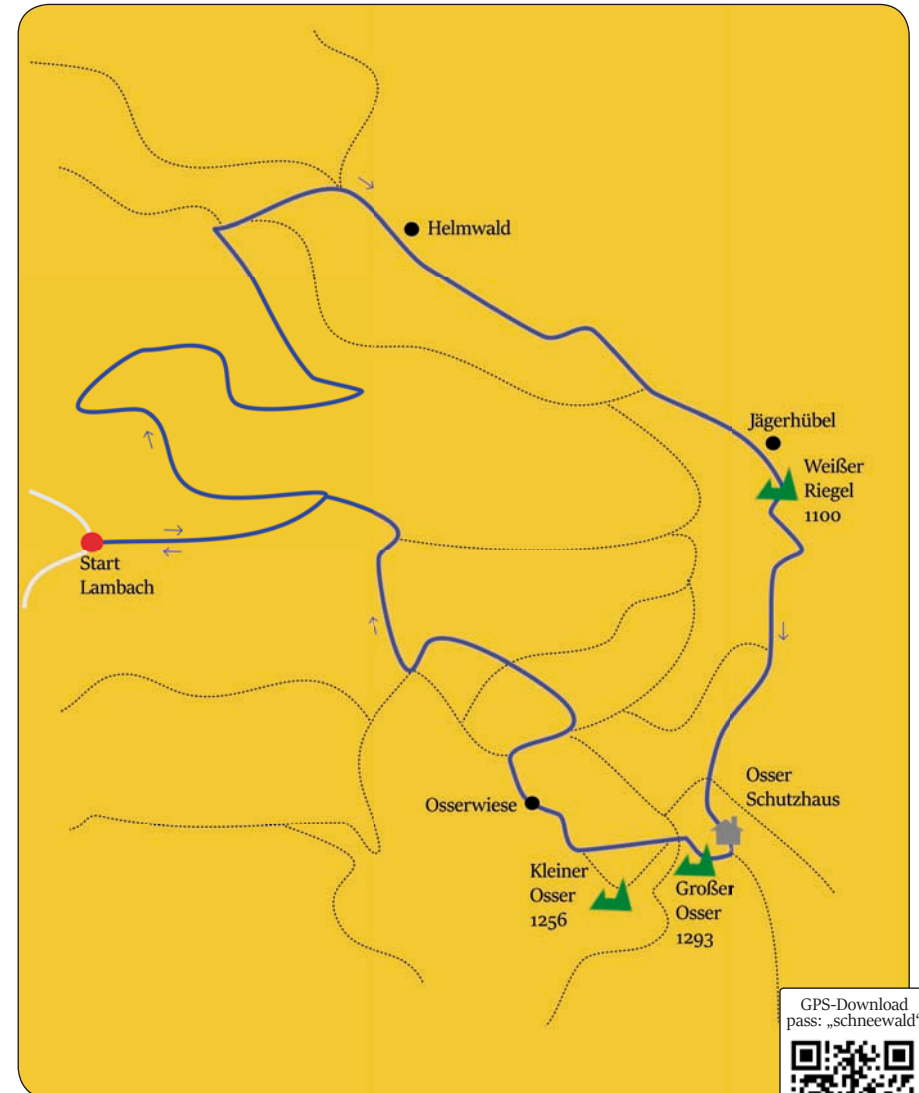 Helmwald
Jägerhübel
Weißer
Riegel
1100
Start
Lambach
Osser
Schutzhaus
Osserwiese
Kleiner
Osser
1256
Großer
Osser
1293
GPS-Download
pass: „schneewald“